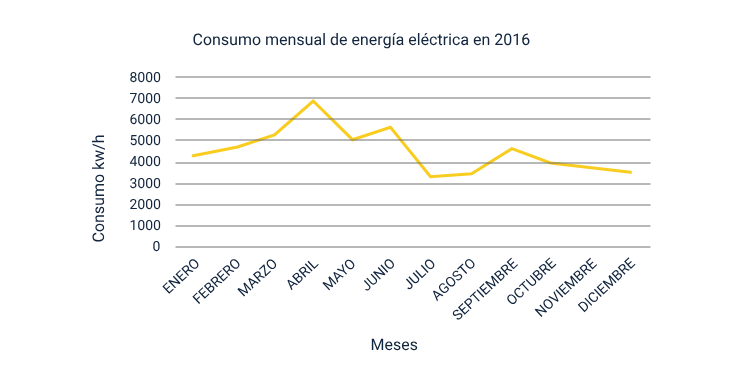 Consumo mensual de energía eléctrica en 2016
Consumo kw/h
8000
7000
6000
5000
4000
3000
2000
1000
0
ENERO
FEBRERO
MARZO
ABRIL
MAYO
JUNIO
JULIO
AGOSTO
SEPTIEMBRE
OCTUBRE
NOVIEMBRE
DICIEMBRE
Meses